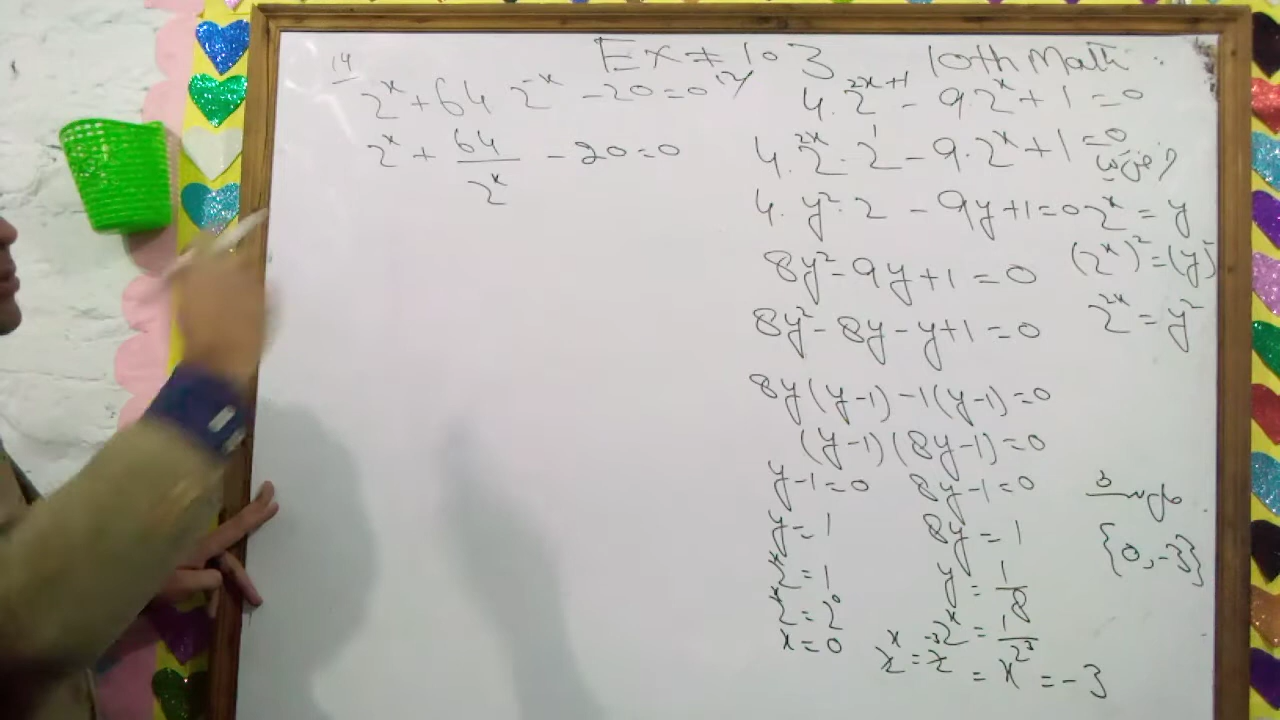 Ex # 1.3 10th Math:
14
2^x + 64 2^-x - 20 = 0
2^x + 64/2^x - 20 = 0
4. 2^2x+1 - 9.2^x + 1 = 0
4. 2^2x . 2^1 - 9.2^x + 1 = 0
4. y^2 . 2 - 9y + 1 = 0
2^x = y
8y^2 - 9y + 1 = 0
(2^x)^2 = (y)^2
8y^2 - 8y - y + 1 = 0
2^2x = y^2
8y(y-1) -1(y-1) = 0
(y-1)(8y-1) = 0
y-1=0
8y-1=0
y = 1
8y = 1
2^x = 1
y = 1/8
2^x = 2^0
2^x = 1/2^3
x = 0
2^x = 2^-3
= x = -3
{0, -3}